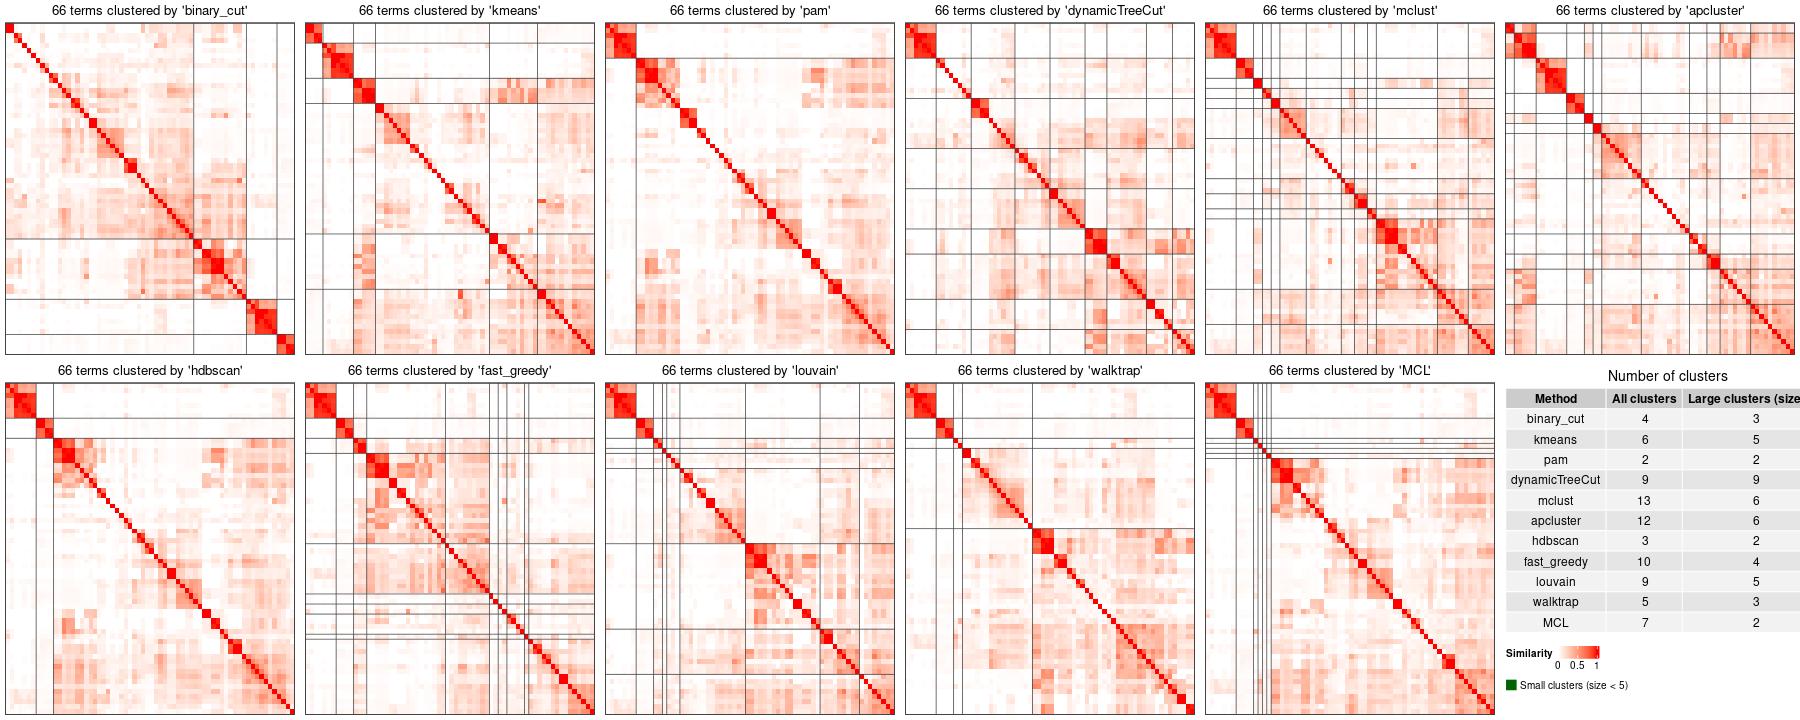 66 terms clustered by 'binary_cut'
66 terms clustered by 'kmeans'
66 terms clustered by 'pam'
66 terms clustered by 'dynamicTreeCut'
66 terms clustered by 'mclust'
66 terms clustered by 'apcluster'
66 terms clustered by 'hdbscan'
66 terms clustered by 'fast_greedy'
66 terms clustered by 'louvain'
66 terms clustered by 'walktrap'
66 terms clustered by 'MCL'
Number of clusters
Method All clusters Large clusters (size
binary_cut 4 3
kmeans 6 5
pam 2 2
dynamicTreeCut 9 9
mclust 13 6
apcluster 12 6
hdbscan 3 2
fast_greedy 10 4
louvain 9 5
walktrap 5 3
MCL 7 2
Similarity
0 0.5 1
Small clusters (size < 5)